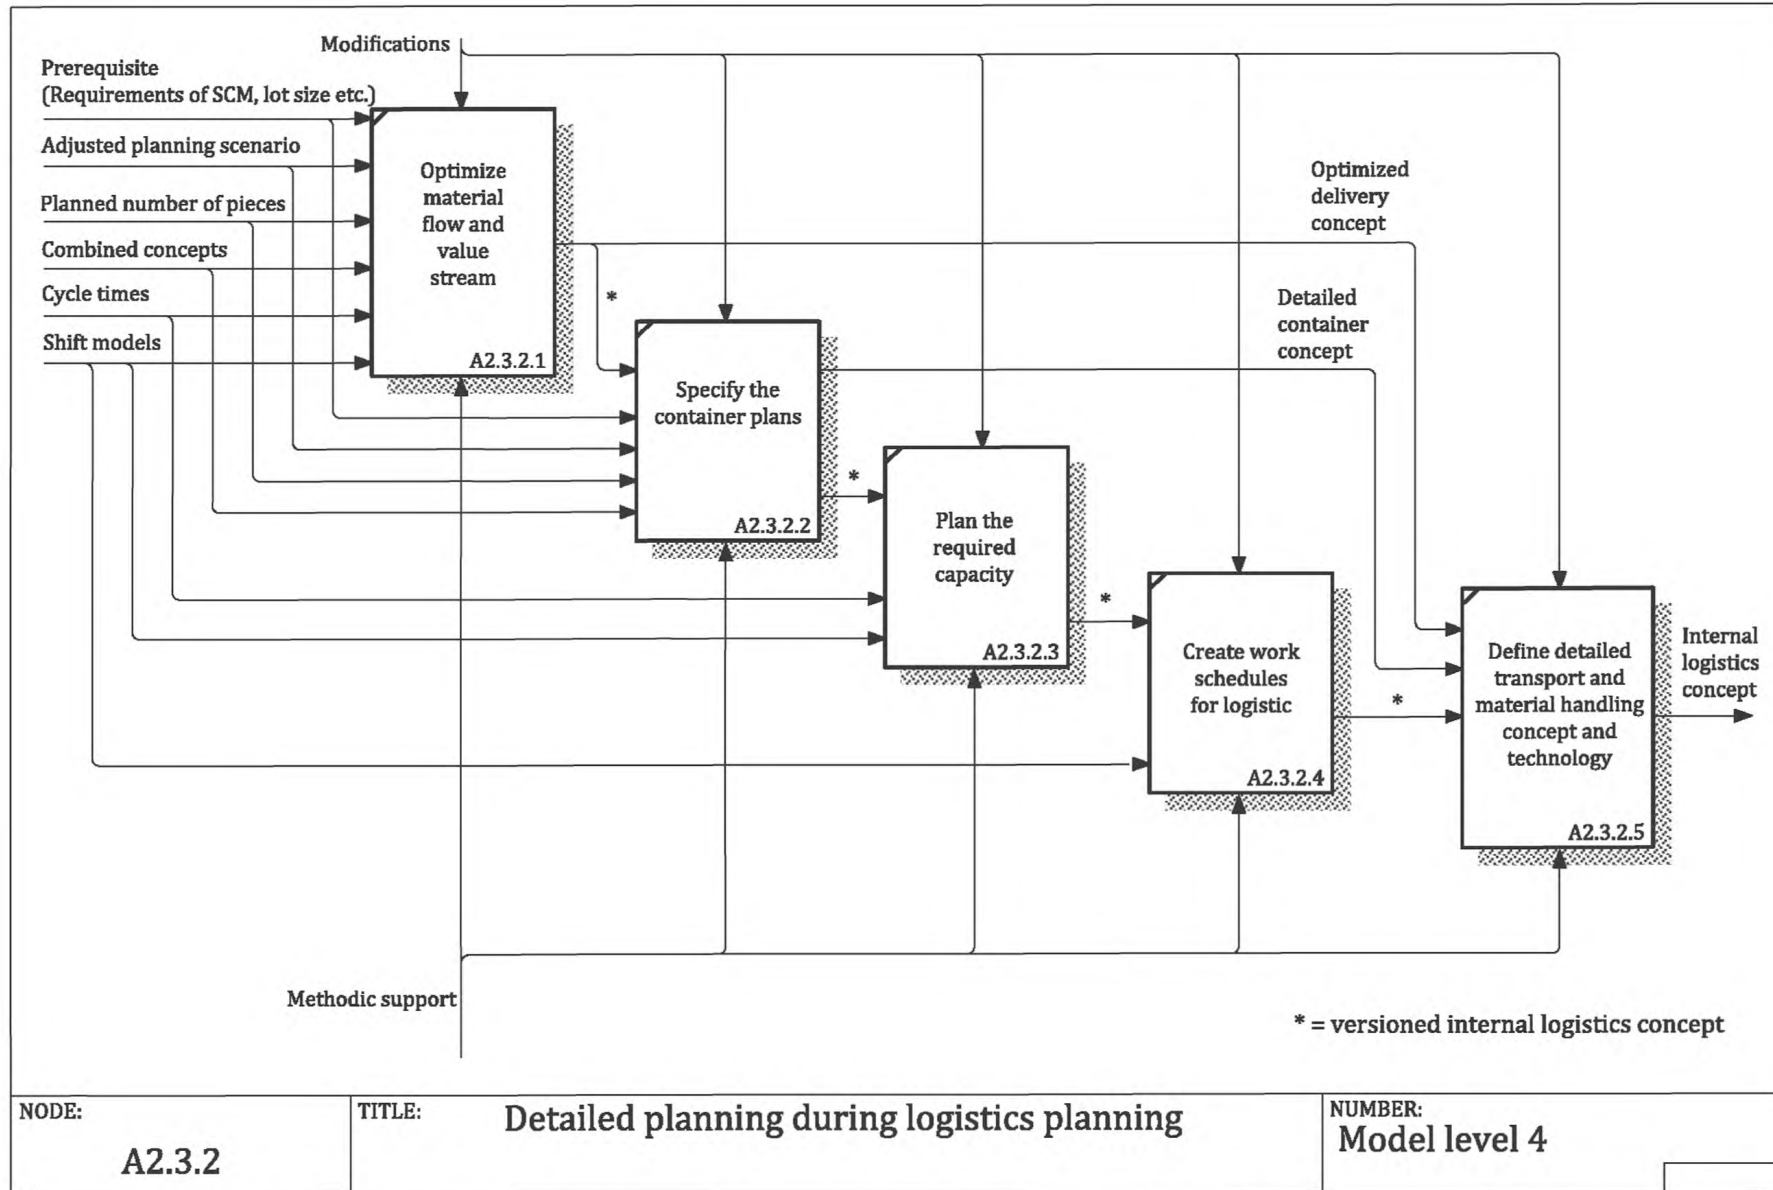 Modifications
Prerequisite
(Requirements of SCM, lot size etc.)
Adjusted planning scenario
Planned number of pieces
Combined concepts
Cycle times
Shift models
Optimize
material
flow and
value
stream
A2.3.2.1
*
Specify the
container plans
A2.3.2.2
*
Plan the
required
capacity
A2.3.2.3
*
Create work
schedules
for logistic
A2.3.2.4
*
Optimized
delivery
concept
Detailed
container
concept
Define detailed
transport and
material handling
concept and
technology
A2.3.2.5
Internal
logistics
concept
Methodic support
* = versioned internal logistics concept
NODE:
A2.3.2
TITLE:
Detailed planning during logistics planning
NUMBER:
Model level 4